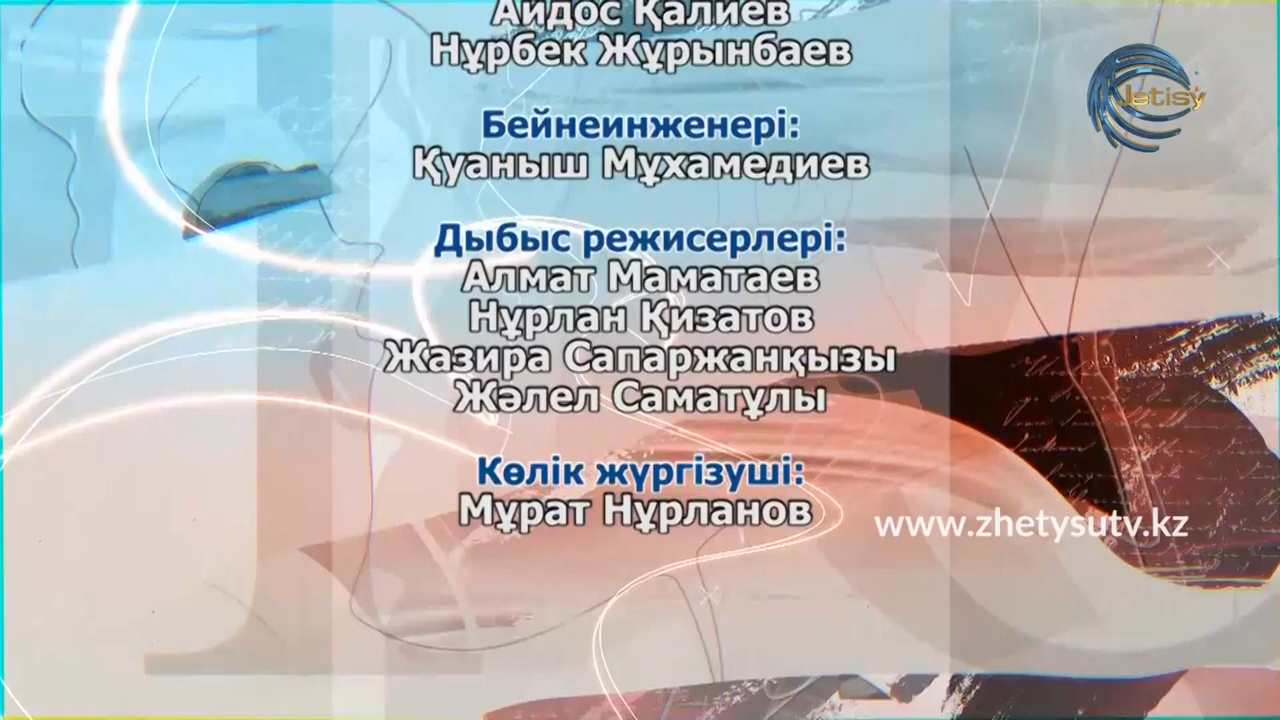 Айдос Қалиев
Нұрбек Жұрынбаев
Jetisý
Бейнеинженері:
Қуаныш Мұхамедиев
Дыбыс режисерлері:
Алмат Маматаев
Нұрлан Қизатов
Жазира Сапаржанқызы
Жәлел Саматұлы
Көлік жүргізуші:
Мұрат Нұрланов
www.zhetysutv.kz